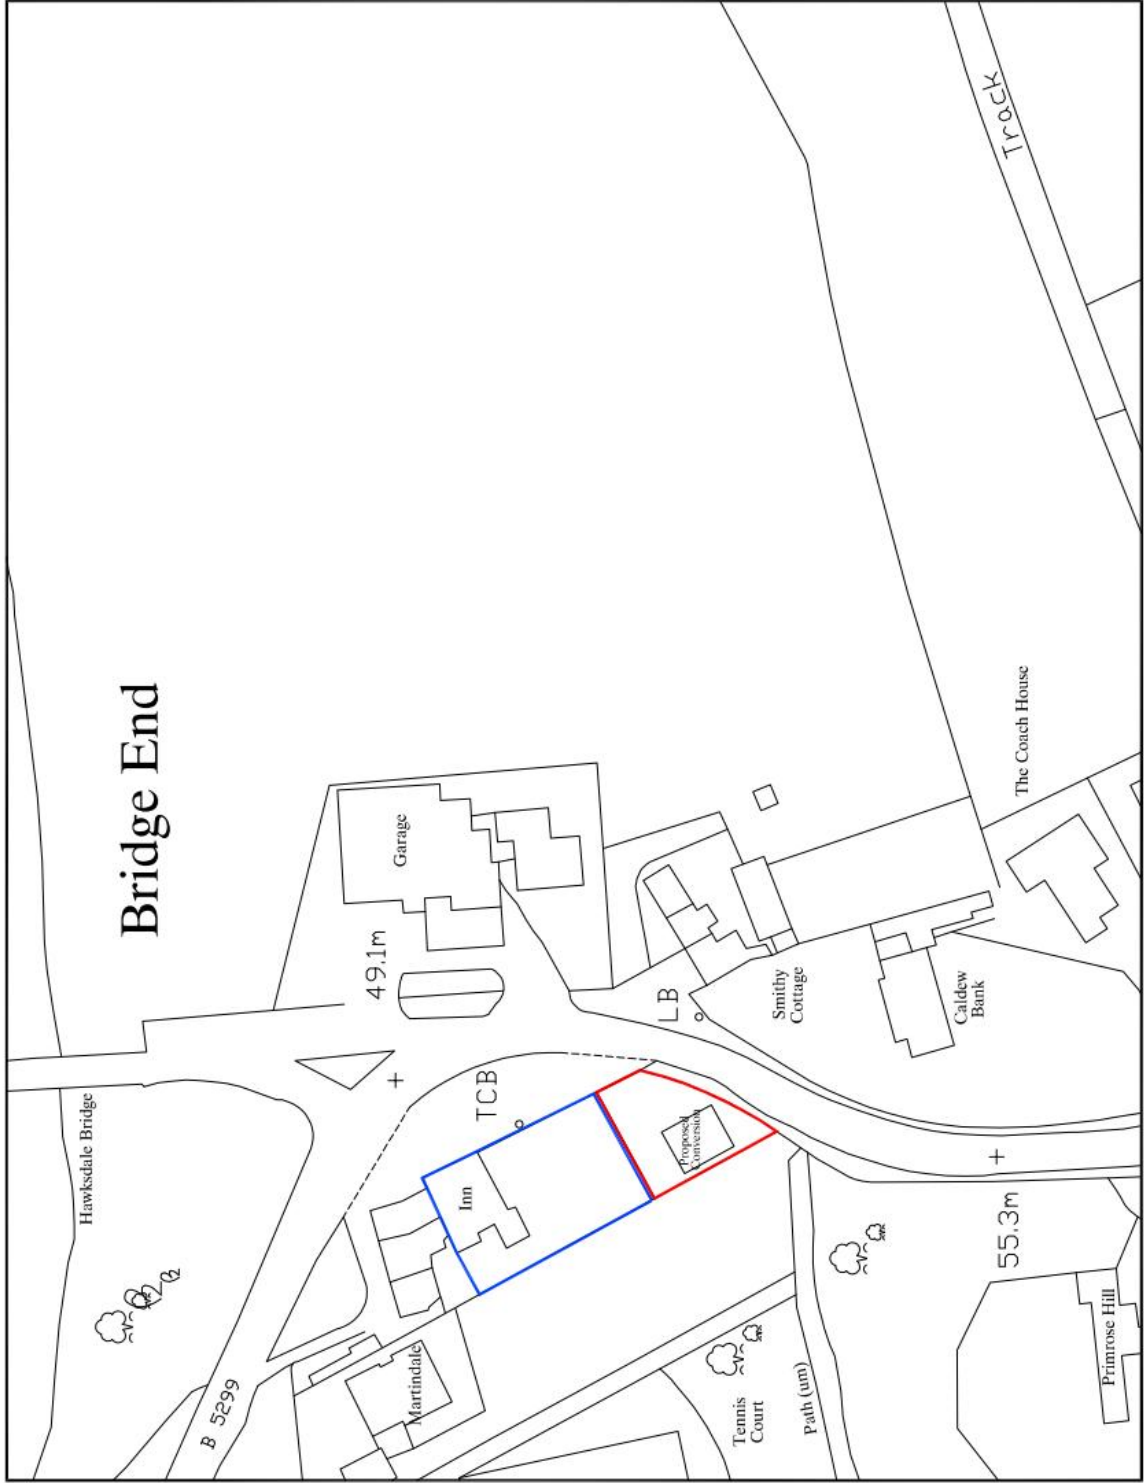 Bridge End
Hawksdale Bridge
B 5299
49.1m
Garage
TCB
Inn
Martindale
LB
Proposed
Conversion
Smithy
Cottage
Caldew
Bank
The Coach House
Track
Tennis
Court
Path (um)
55.3m
Primrose Hill